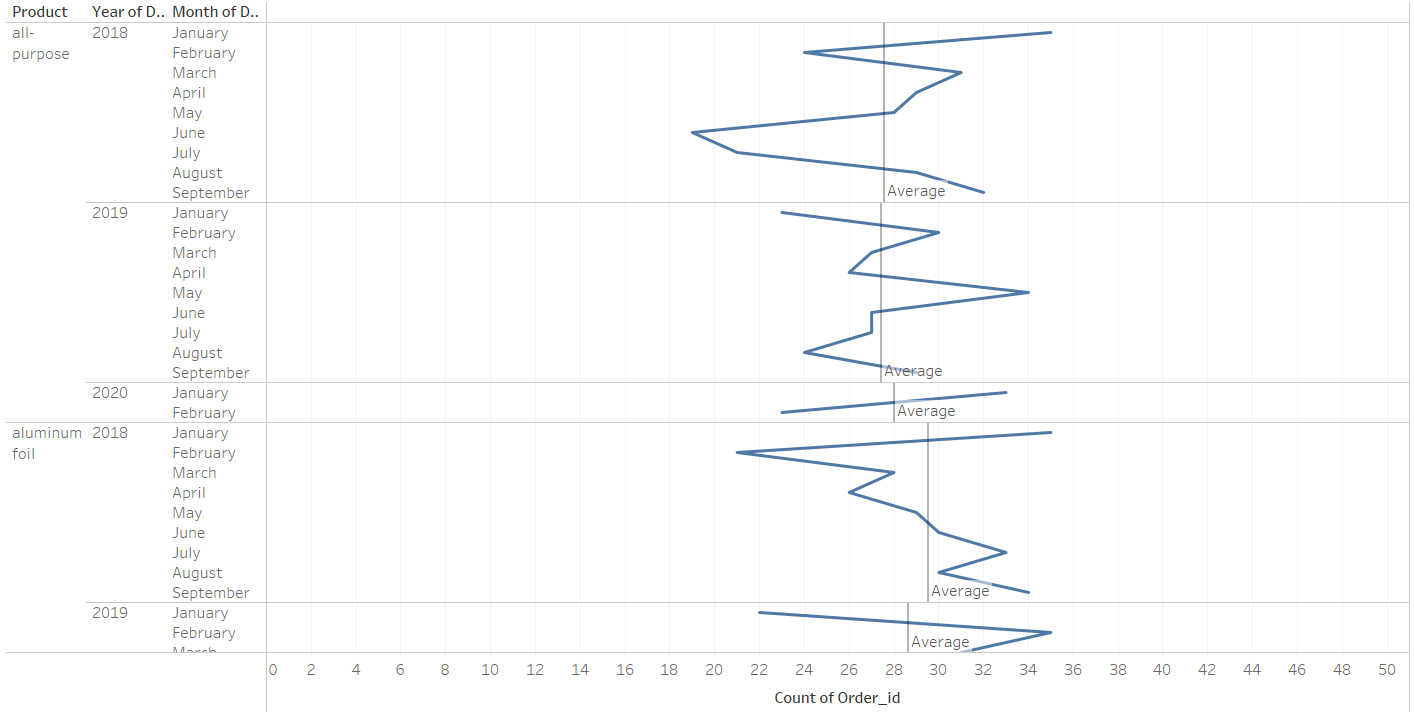 Product Year of D.. Month of D..
all-purpose 2018 January
February
March
April
May
June
July
August
September
Average
2019 January
February
March
April
May
June
July
August
September
Average
2020 January
February
Average
aluminum foil 2018 January
February
March
April
May
June
July
August
September
Average
2019 January
February
Average
March
0 2 4 6 8 10 12 14 16 18 20 22 24 26 28 30 32 34 36 38 40 42 44 46 48 50
Count of Order_id